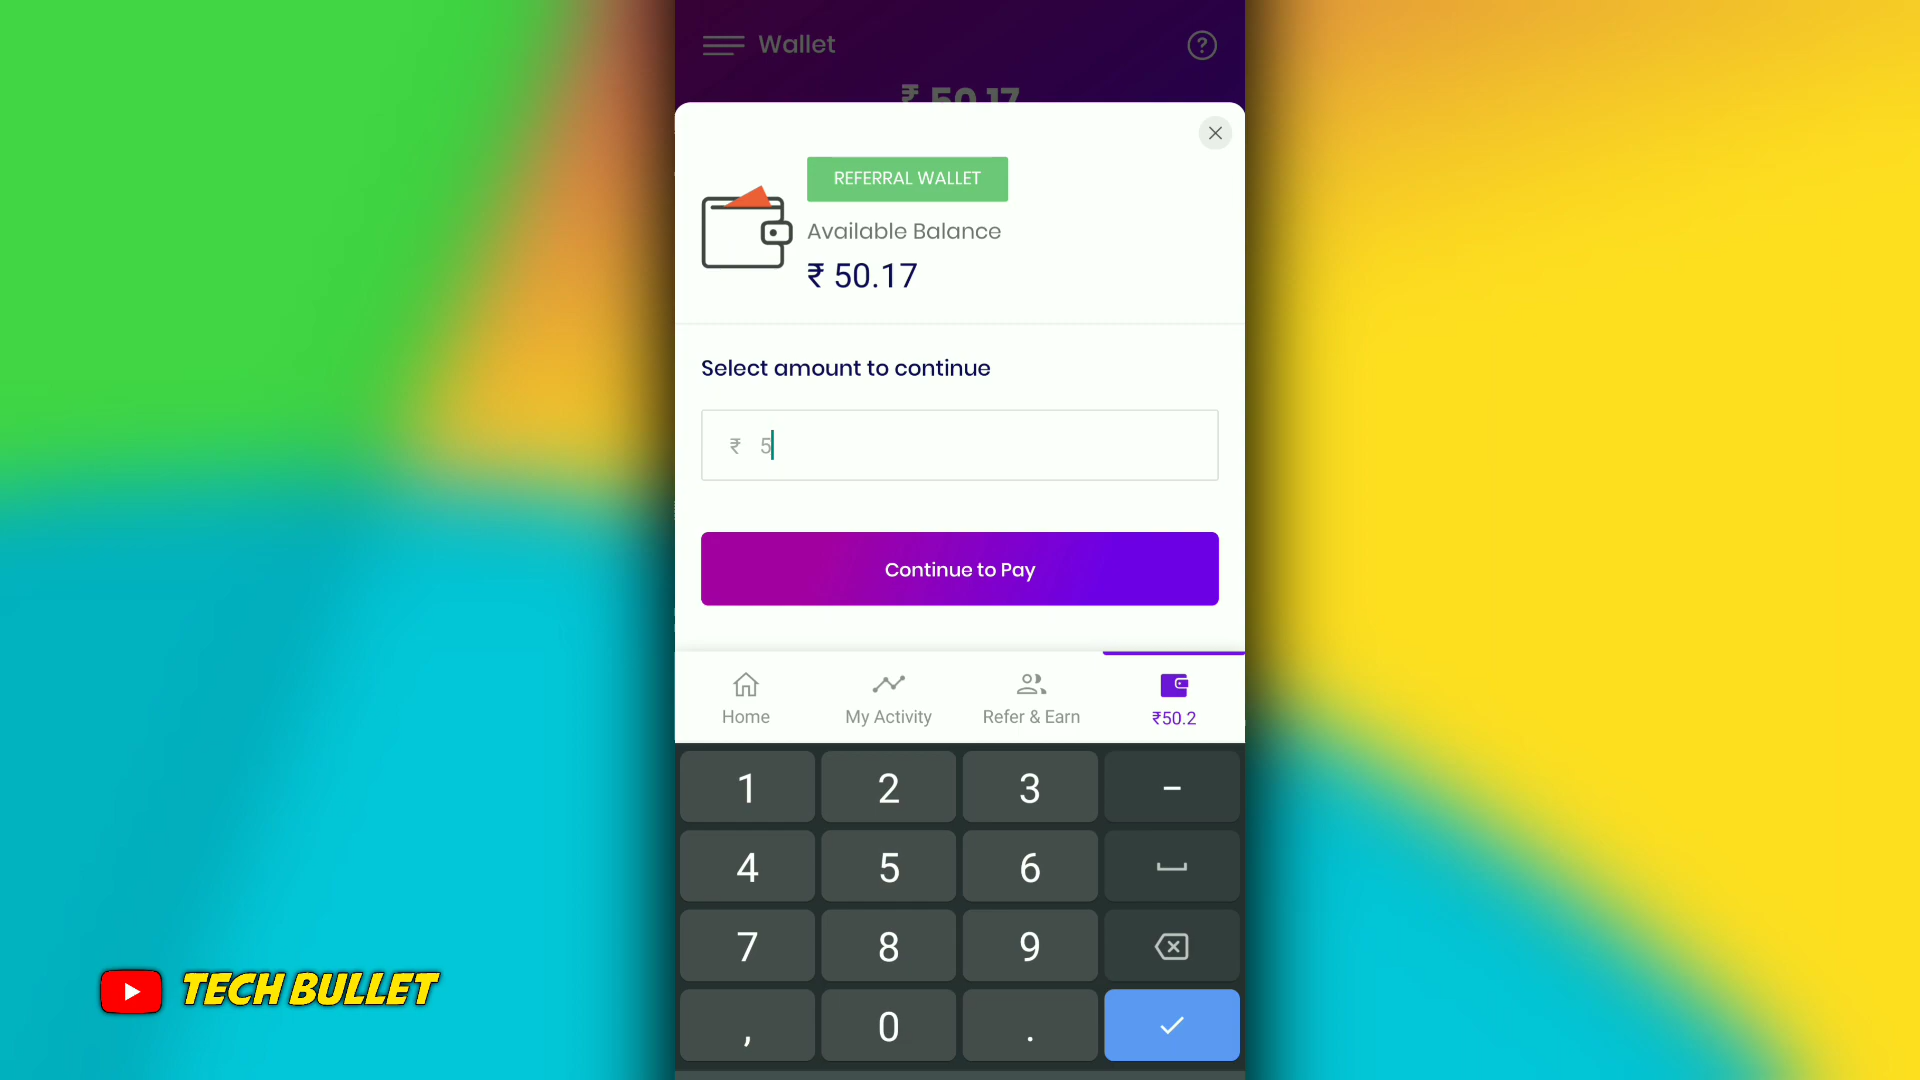 Wallet
₹ 50.17
REFERRAL WALLET
Available Balance
₹ 50.17
Select amount to continue
₹ 5
Continue to Pay
Home
My Activity
Refer & Earn
₹50.2
1 2 3 -
4 5 6
7 8 9
, 0 .
TECH BULLET